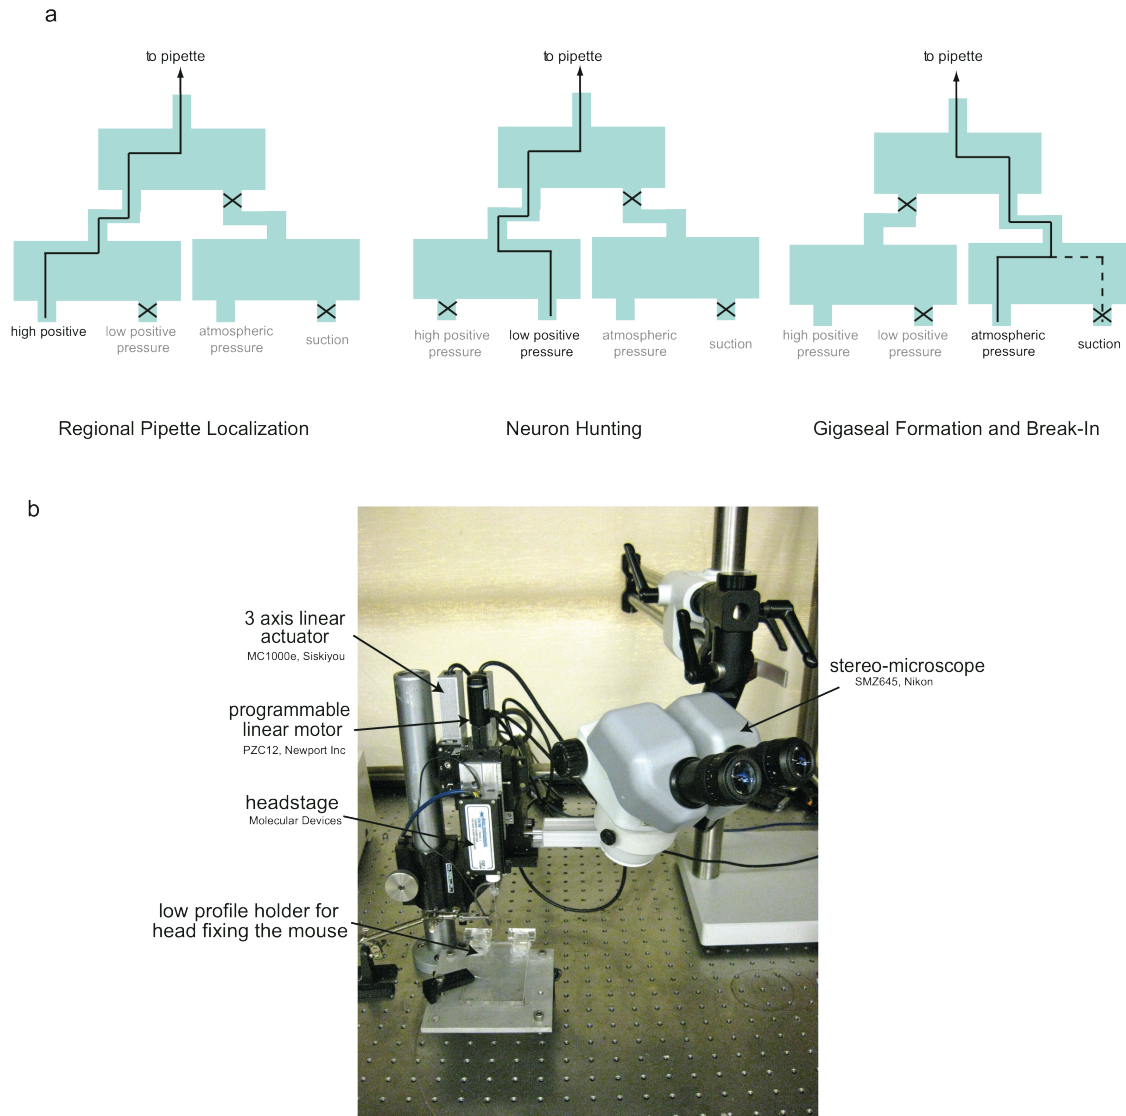 a
to pipette
to pipette
to pipette
high positive
low positive
pressure
atmospheric
pressure
suction
high positive
pressure
low positive
pressure
atmospheric
pressure
suction
high positive
pressure
low positive
pressure
atmospheric
pressure
suction
Regional Pipette Localization
Neuron Hunting
Gigaseal Formation and Break-In
b
3 axis linear
actuator
MC1000e, Siskiyou
programmable
linear motor
PZC12, Newport Inc
headstage
Molecular Devices
low profile holder for
head fixing the mouse
stereo-microscope
SMZ645, Nikon